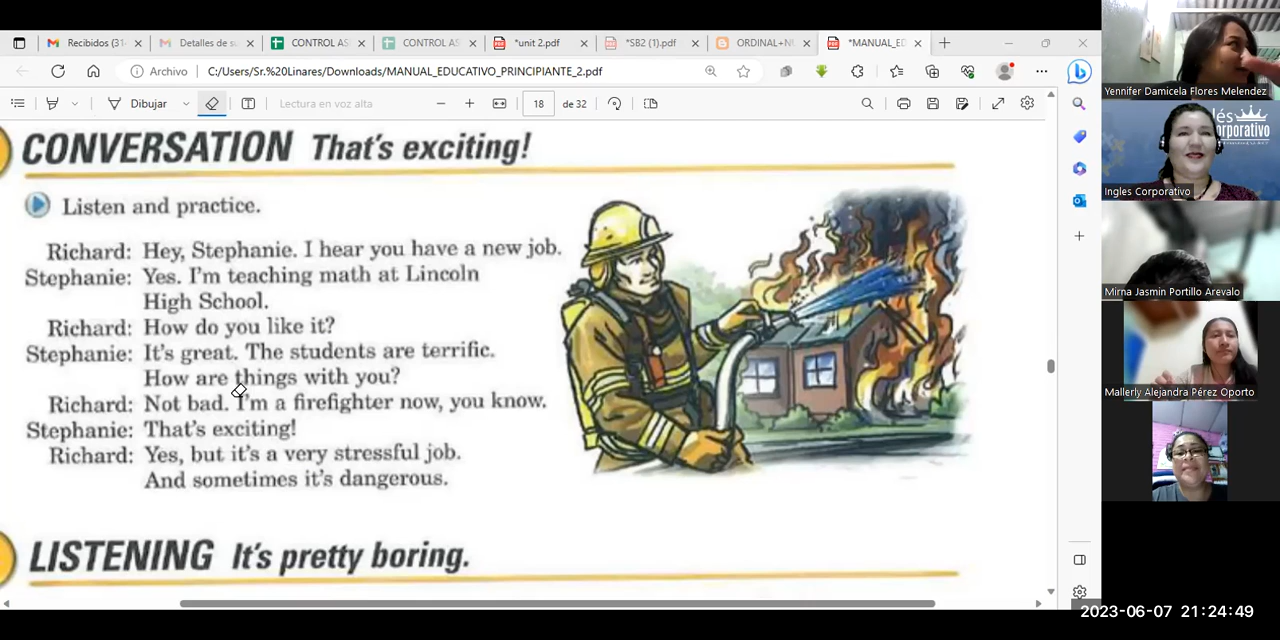 Recibidos (31
Detalles de su
CONTROL AS
CONTROL AS
*unit 2.pdf
*SB2 (1).pdf
ORDINAL+N
*MANUAL_ED
Archivo
C:/Users/Sr.%20Linares/Downloads/MANUAL_EDUCATIVO_PRINCIPIANTE_2.pdf
Dibujar
Lectura en voz alta
18 de 32
CONVERSATION That's exciting!
Listen and practice.
Richard: Hey, Stephanie. I hear you have a new job.
Stephanie: Yes. I'm teaching math at Lincoln
High School.
Richard: How do you like it?
Stephanie: It's great. The students are terrific.
How are things with you?
Richard: Not bad. I'm a firefighter now, you know.
Stephanie: That's exciting!
Richard: Yes, but it's a very stressful job.
And sometimes it's dangerous.
LISTENING It's pretty boring.
Yennifer Damicela Flores Melendez
Ingles Corporativo
Mirna Jasmin Portillo Arevalo
Mallerly Alejandra Pérez Oporto
2023-06-07 21:24:49